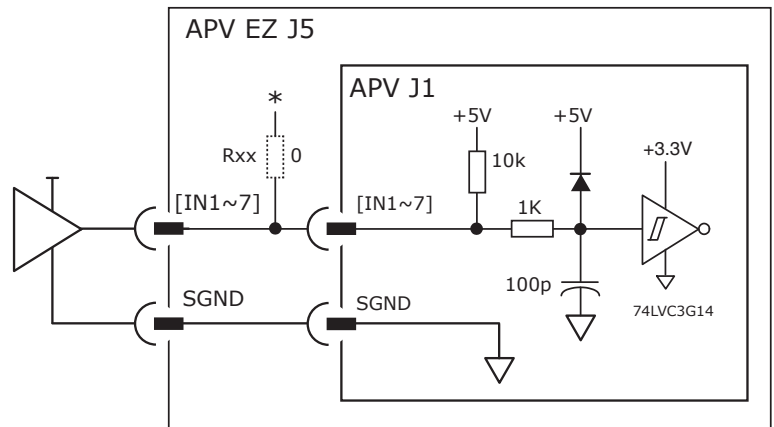 APV EZ J5
APV J1
*
+5V
+5V
+3.3V
Rxx 0
10k
[IN1~7]
[IN1~7]
1K
100p
74LVC3G14
SGND
SGND